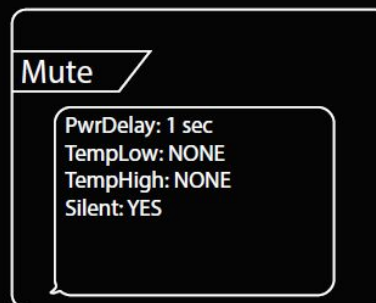 Mute
PwrDelay: 1 sec
TempLow: NONE
TempHigh: NONE
Silent: YES